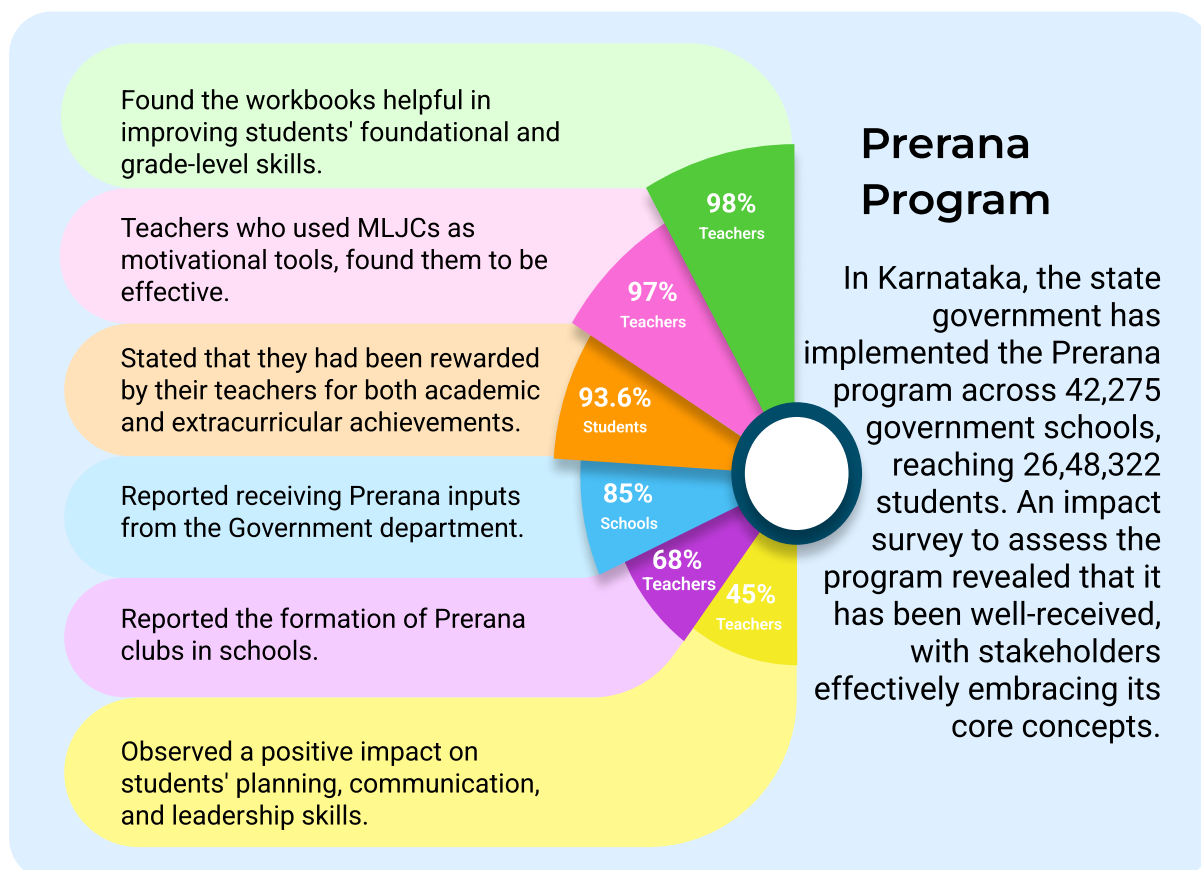 Prerana
Program
In Karnataka, the state
government has
implemented the Prerana
program across 42,275
government schools,
reaching 26,48,322
students. An impact
survey to assess the
program revealed that it
has been well-received,
with stakeholders
effectively embracing its
core concepts.
Found the workbooks helpful in
improving students' foundational and
grade-level skills.
98%
Teachers
Teachers who used MLJCs as
motivational tools, found them to be
effective.
97%
Teachers
Stated that they had been rewarded
by their teachers for both academic
and extracurricular achievements.
93.6%
Students
Reported receiving Prerana inputs
from the Government department.
85%
Schools
Reported the formation of Prerana
clubs in schools.
68%
Teachers
Observed a positive impact on
students' planning, communication,
and leadership skills.
45%
Teachers